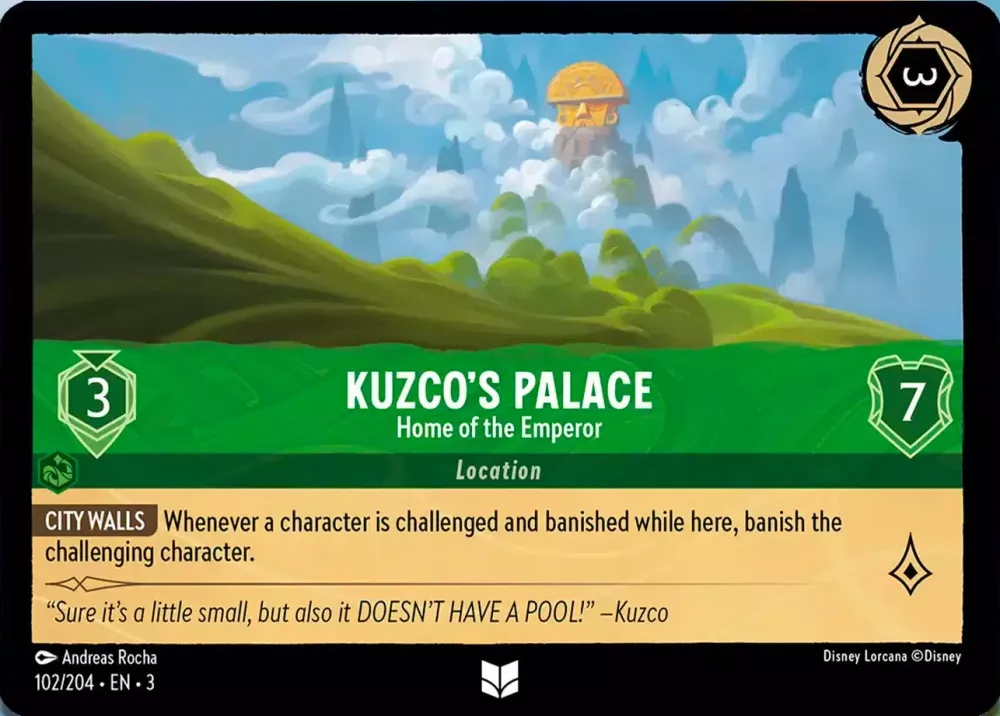 3
KUZCO'S PALACE
3
7
Home of the Emperor
Location
CITY WALLS Whenever a character is challenged and banished while here, banish the
challenging character.
“Sure it's a little small, but also it DOESN'T HAVE A POOL!” –Kuzco
Andreas Rocha
Disney Lorcana ©Disney
102/204 • EN • 3